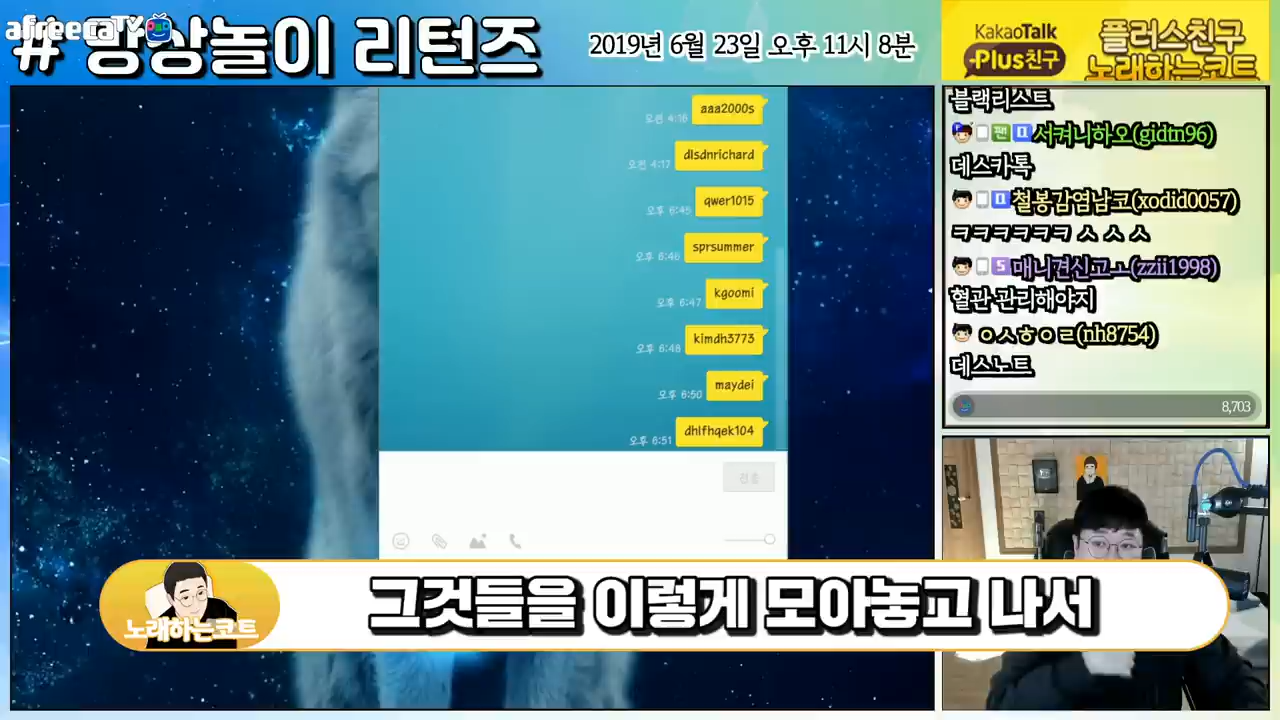 afreecaTV
# 망상놀이 리턴즈
2019년 6월 23일 오후 11시 8분
KakaoTalk
Plus친구
플러스친구
노래하는코트
aaa2000s
오전 4:16
dlsdnrichard
오전 4:17
qwer1015
오후 6:45
sprsummer
오후 6:46
kgoomi
오후 6:47
kimdh3773
오후 6:48
maydei
오후 6:50
dhlfhqek104
오후 6:51
전송
블랙리스트
팬 서켜니하오(gidtn96)
데스카톡
철봉감염남코(xodid0057)
ㅋㅋㅋㅋㅋㅋ ㅅ ㅅ ㅅ
S 매니견신고ㅗ(zzii1998)
혈관 관리해야지
ㅇㅅㅎㅇㄹ(nh8754)
데스노트
8,703
노래하는코트
그것들을 이렇게 모아놓고 나서